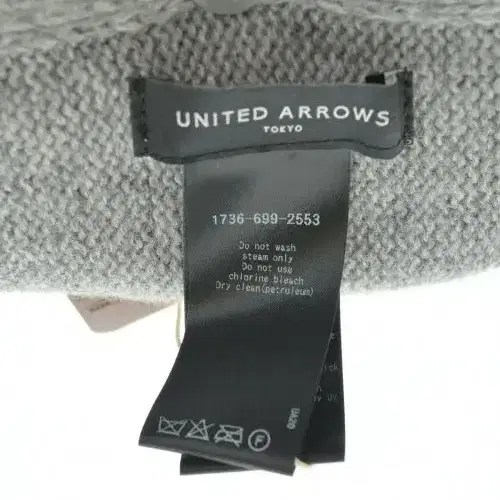 UNITED ARROWS
TOKYO
1736-699-2553
Do not wash
steam only
Do not use
chlorine bleach
Dry clean(petroleum)
UA20
F